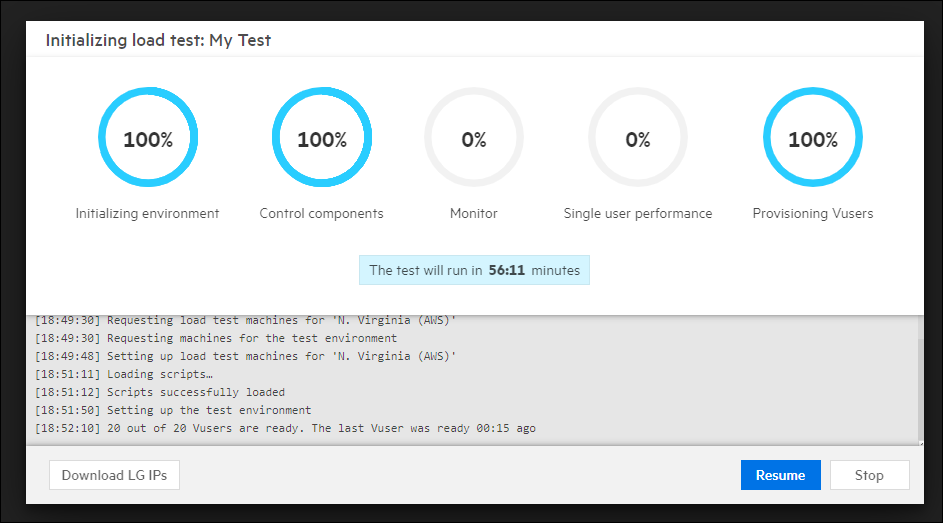 Initializing load test: My Test
100% 100% 0% 0% 100%
Initializing environment Control components Monitor Single user performance Provisioning Vusers
The test will run in 56:11 minutes
[18:49:30] Requesting load test machines for 'N. Virginia (AWS)'
[18:49:30] Requesting machines for the test environment
[18:49:48] Setting up load test machines for 'N. Virginia (AWS)'
[18:51:11] Loading scripts…
[18:51:12] Scripts successfully loaded
[18:51:50] Setting up the test environment
[18:52:10] 20 out of 20 Vusers are ready. The last Vuser was ready 00:15 ago
Download LG IPs Resume Stop